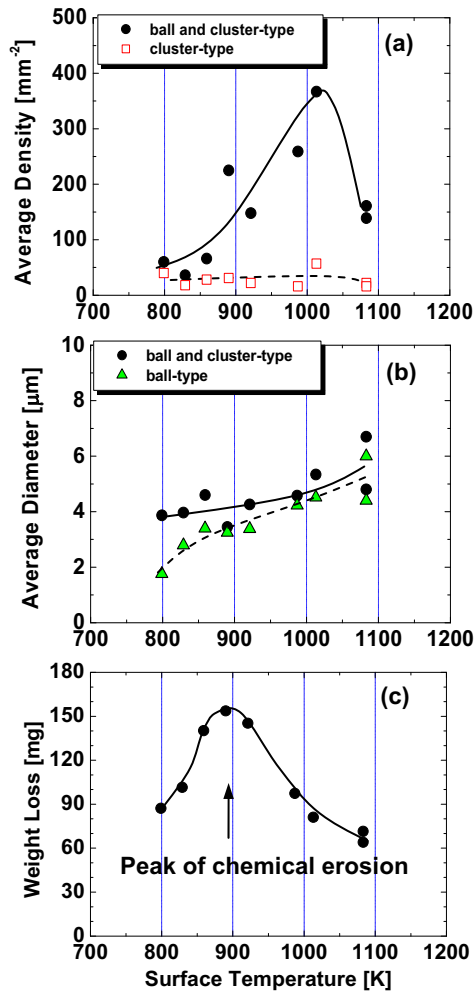 ball and cluster-type
cluster-type
(a)
500
400
300
200
100
0
700 800 900 1000 1100 1200
Average Density [mm-2]
ball and cluster-type
ball-type
(b)
10
8
6
4
2
0
700 800 900 1000 1100 1200
Average Diameter [μm]
(c)
180
150
120
90
60
30
0
Peak of chemical erosion
700 800 900 1000 1100 1200
Weight Loss [mg]
Surface Temperature [K]